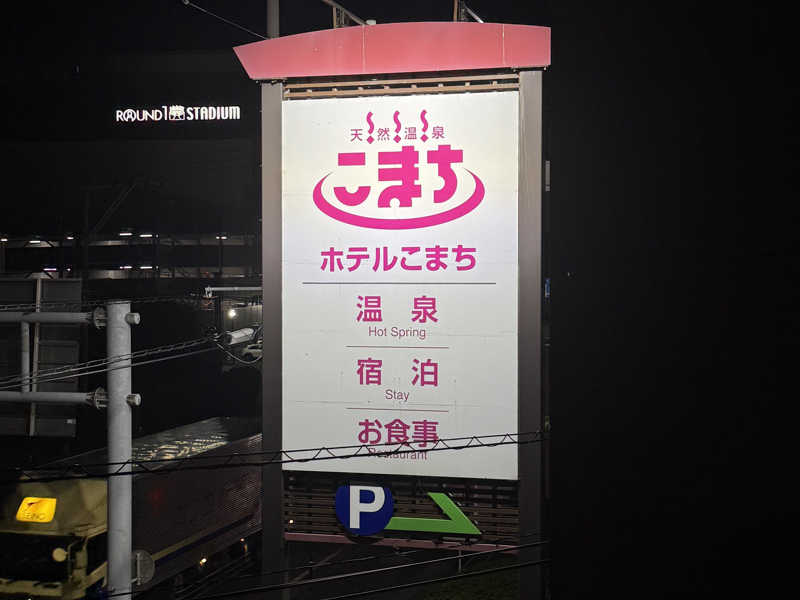 ROUND1 STADIUM
天然温泉
こまち
ホテルこまち
温泉
Hot Spring
宿泊
Stay
お食事
Restaurant
P
SEINO